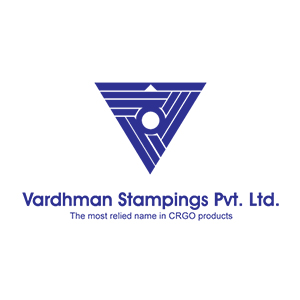 Vardhman Stampings Pvt. Ltd.
The most relied name in CRGO products